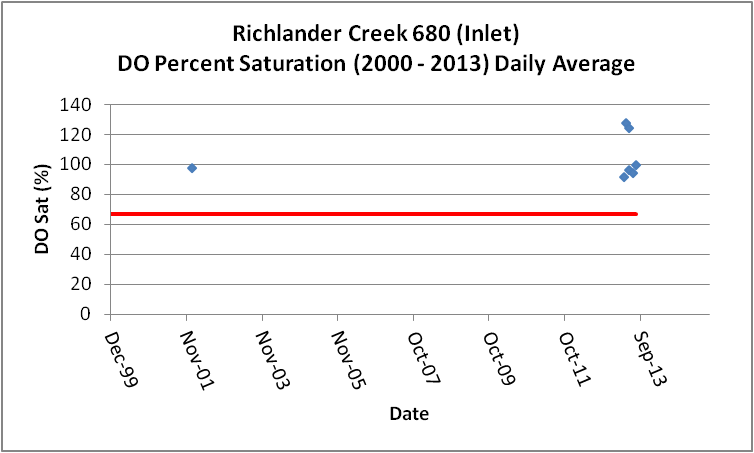 Richlander Creek 680 (Inlet)
DO Percent Saturation (2000 - 2013) Daily Average
DO Sat (%)
140
120
100
80
60
40
20
0
Dec-99
Nov-01
Nov-03
Nov-05
Oct-07
Oct-09
Oct-11
Sep-13
Date